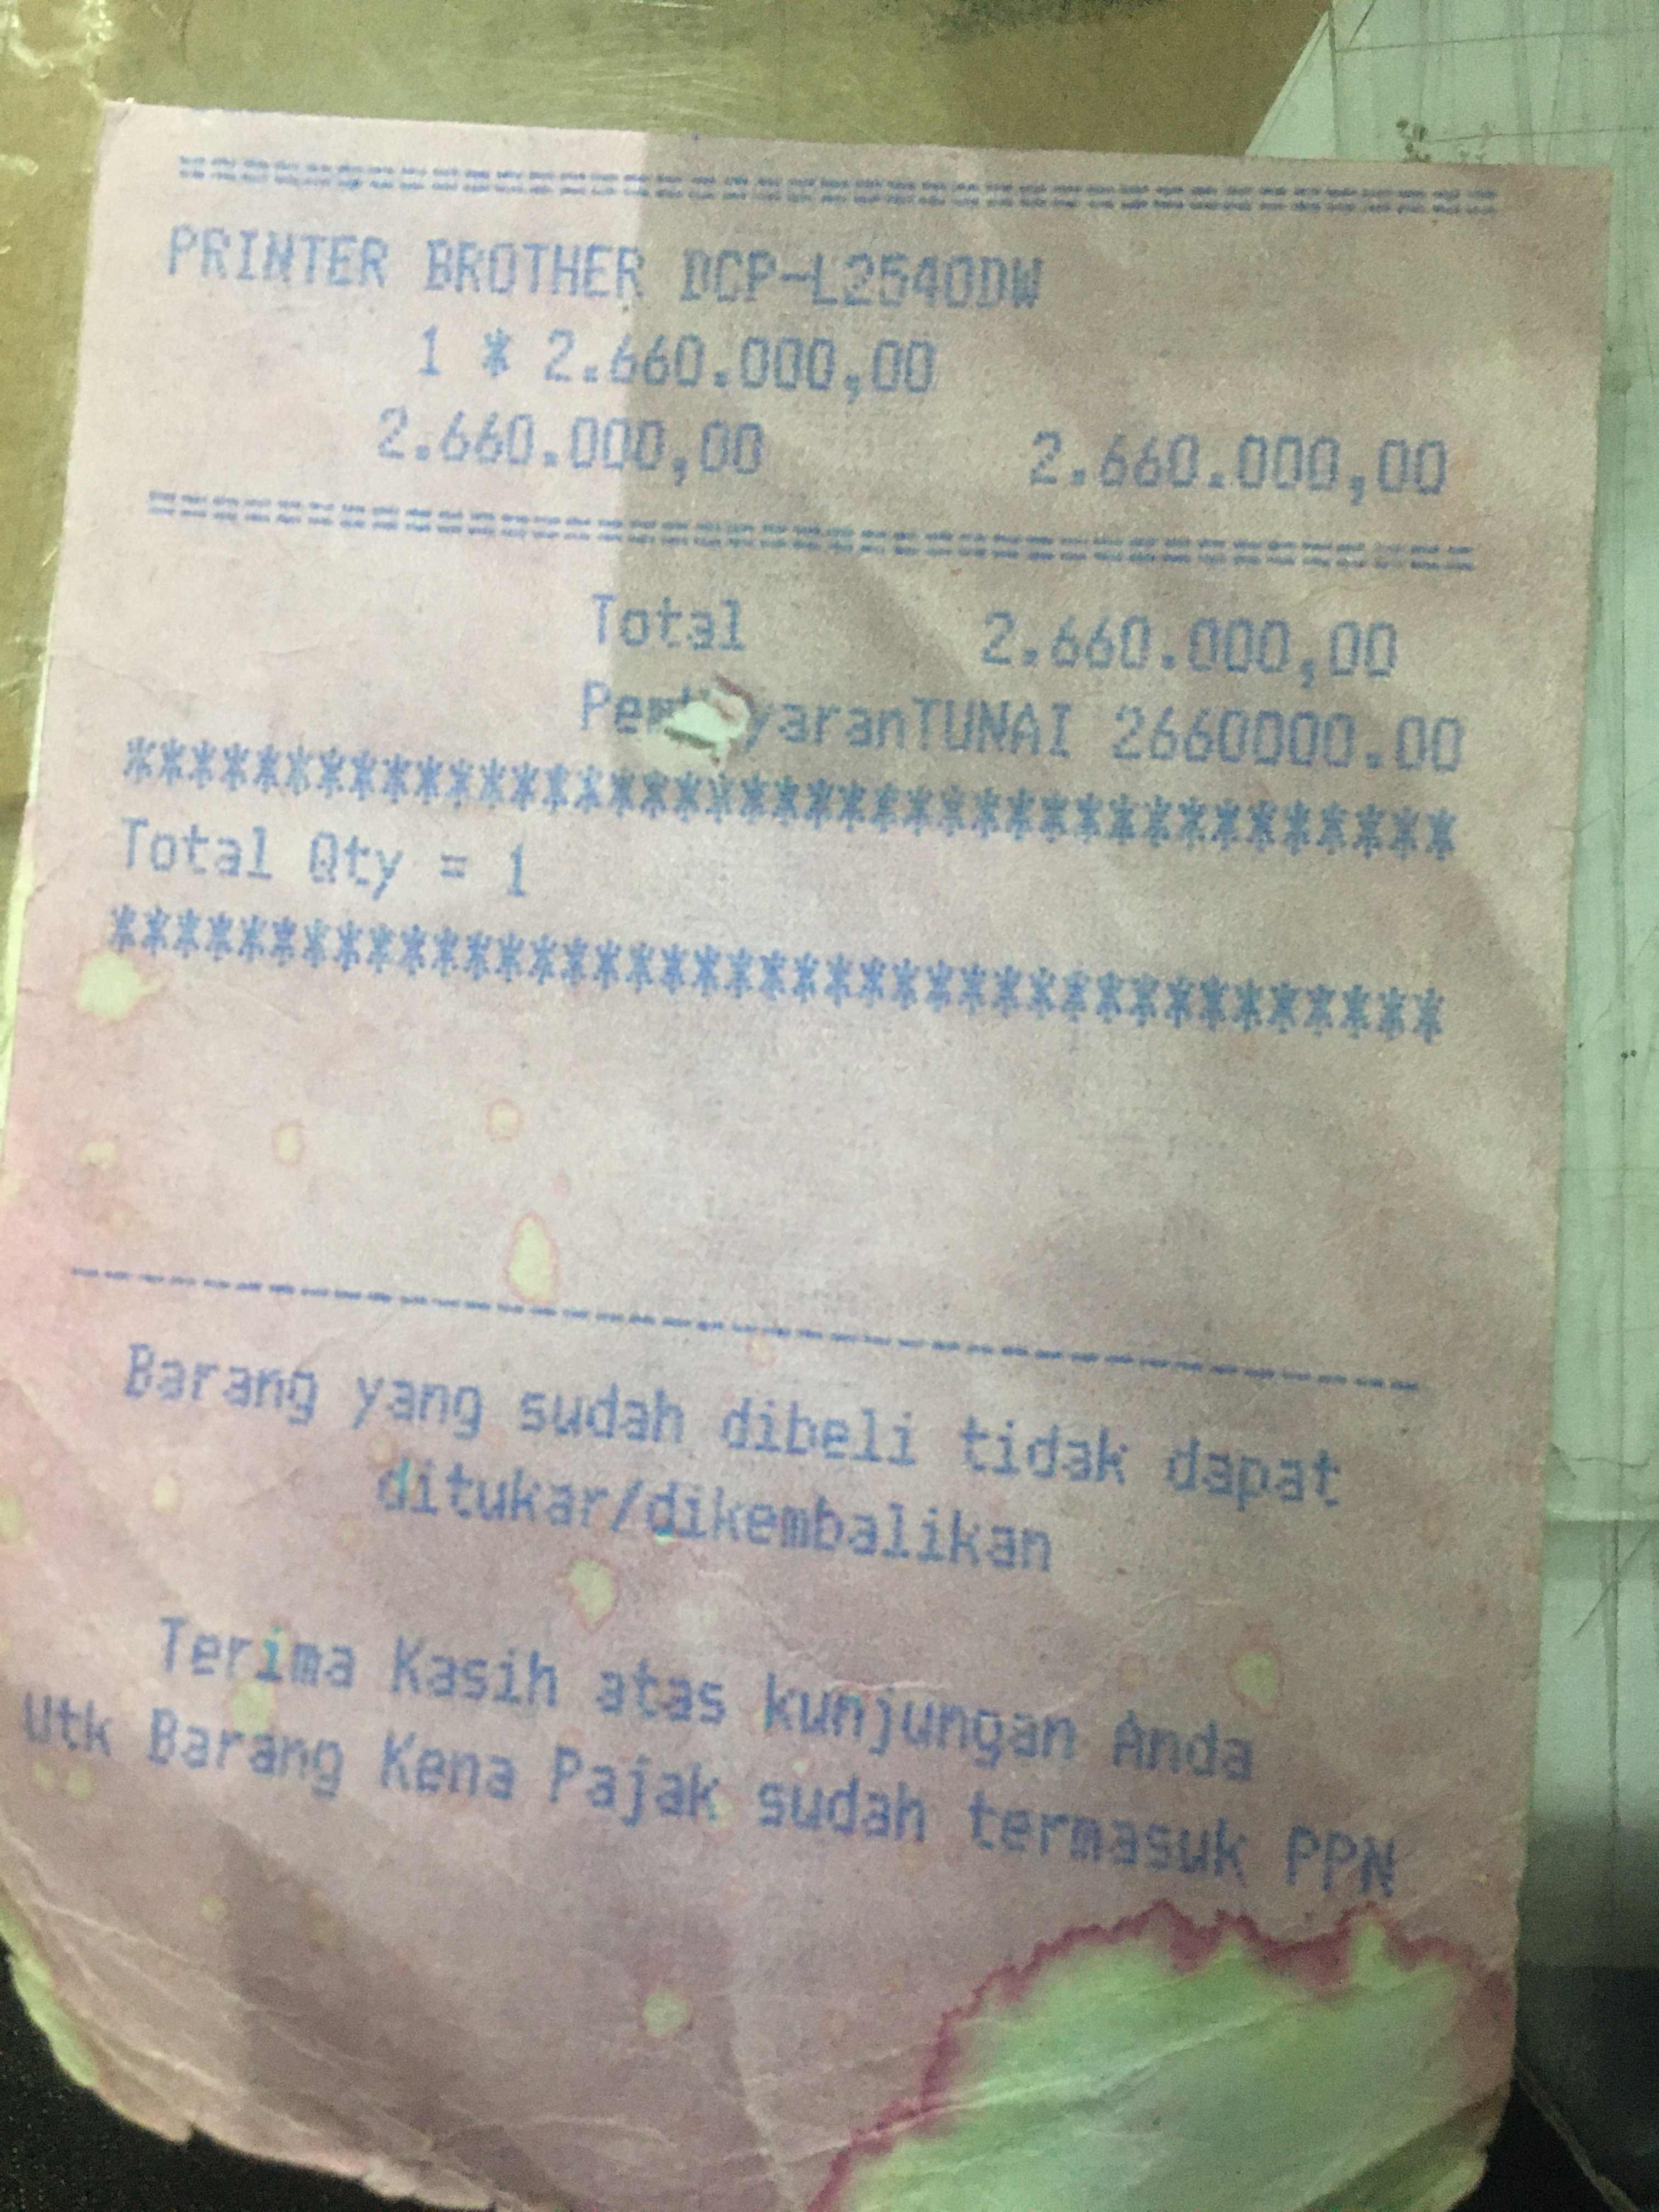 ================================================
PRINTER BROTHER DCP-L2540DW
1 * 2.660.000,00
2.660.000,00 2.660.000,00
================================================
Total 2.660.000,00
TUNAI 2660000.00
****************************************
Total Qty = 1
****************************************
----------------------------------------
Barang yang sudah dibeli tidak dapat
ditukar/dikembalikan
Terima Kasih atas kunjungan Anda
Utk Barang Kena Pajak sudah termasuk PPN